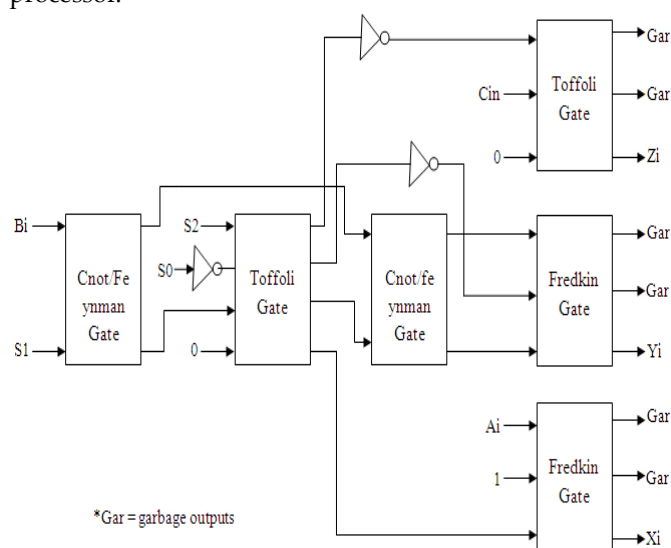 processor.
Gar
Cin
Toffoli
Gate
Gar
0
Zi
Bi
S2
S0
Cnot/Fe
ynman
Gate
Toffoli
Gate
Cnot/fe
ynman
Gate
Gar
Fredkin
Gate
Gar
S1
0
Yi
Ai
Gar
1
Fredkin
Gate
Gar
*Gar = garbage outputs
Xi